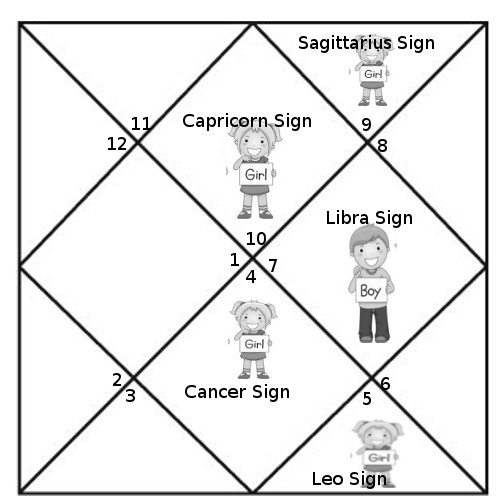 Sagittarius Sign
Girl
9
8
11
12
Capricorn Sign
Girl
10
1
7
4
Libra Sign
Boy
Girl
Cancer Sign
2
3
6
5
Girl
Leo Sign